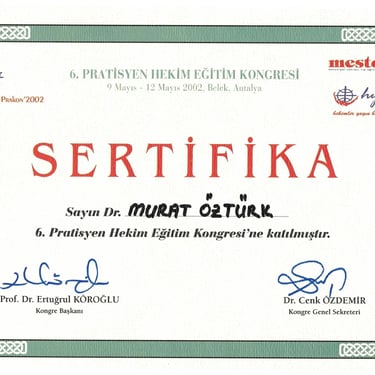 6. PRATİSYEN HEKİM EĞİTİM KONGRESİ
9 Mayıs - 12 Mayıs 2002, Belek, Antalya
Paskon'2002
SERTİFİKA
Sayın Dr. MURAT ÖZTÜRK
6. Pratisyen Hekim Eğitim Kongresi'ne katılmıştır.
Prof. Dr. Ertuğrul KÖROĞLU
Kongre Başkanı
Dr. Cenk ÖZDEMİR
Kongre Genel Sekreteri